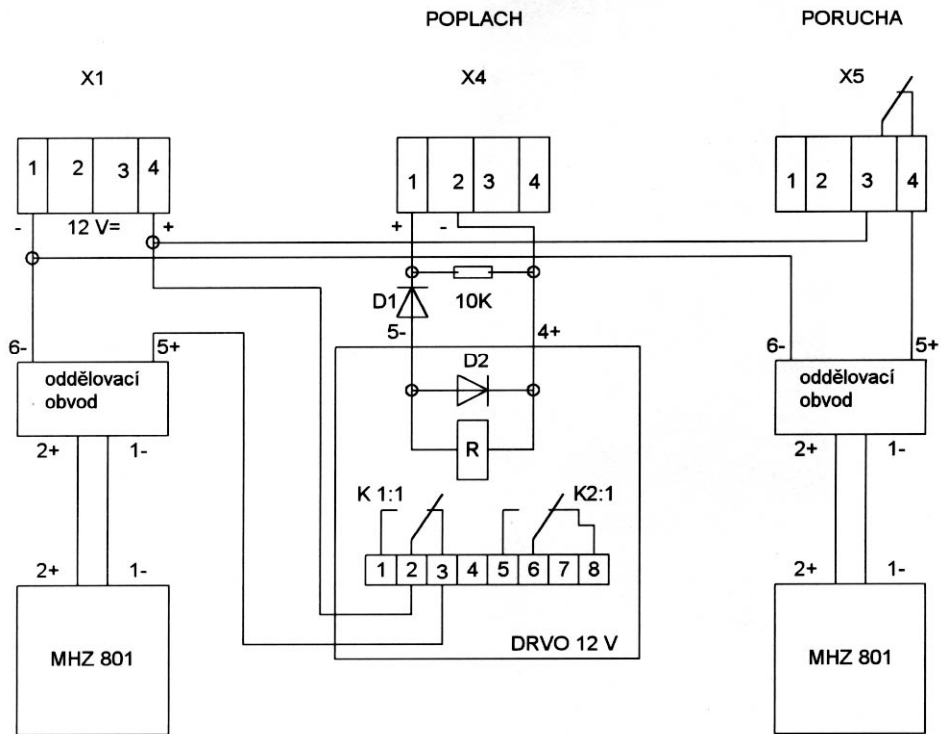 POPLACH PORUCHA
X1 X4 X5
1 2 3 4 1 2 3 4 1 2 3 4
- 12 V= + + -
D1 10K
6- 5+ 5- 4+ 6- 5+
oddělovací
obvod
D2
oddělovací
obvod
2+ 1- R 2+ 1-
K 1:1 K2:1
1 2 3 4 5 6 7 8
2+ 1- 2+ 1-
MHZ 801 DRVO 12 V MHZ 801